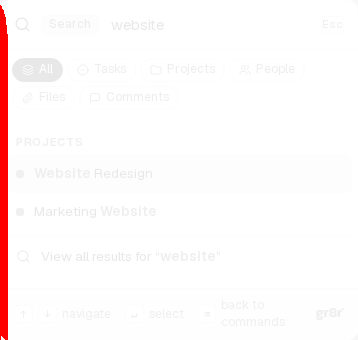 Search website Esc
All Tasks Projects People
Files Comments
PROJECTS
Website Redesign
Marketing Website
View all results for "website"
↑ ↓ navigate ↵ select back to
commands
gr8r